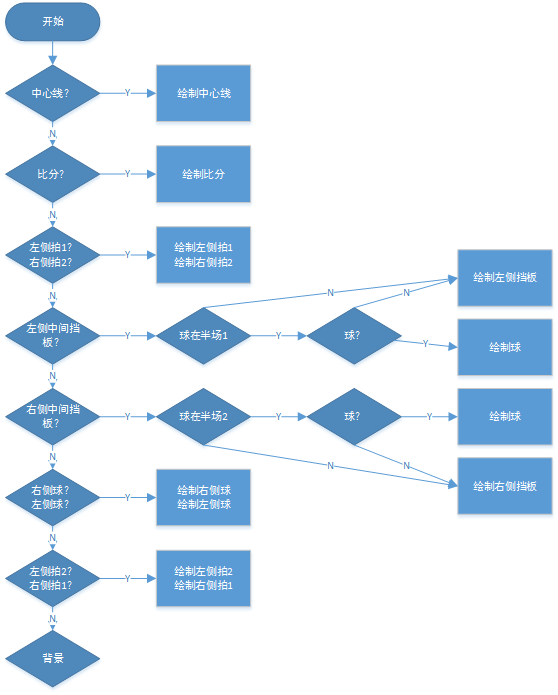 开始
中心线?
Y
绘制中心线
N
比分?
Y
绘制比分
N
左侧拍1?
右侧拍2?
Y
绘制左侧拍1
绘制右侧拍2
N
左侧中间挡
板?
Y
球在半场1
Y
球?
N
N
绘制左侧挡板
Y
绘制球
N
右侧中间挡
板?
Y
球在半场2
Y
球?
Y
绘制球
N
N
绘制右侧挡板
N
右侧球?
左侧球?
Y
绘制右侧球
绘制左侧球
N
左侧拍2?
右侧拍1?
Y
绘制左侧拍2
绘制右侧拍1
N
背景